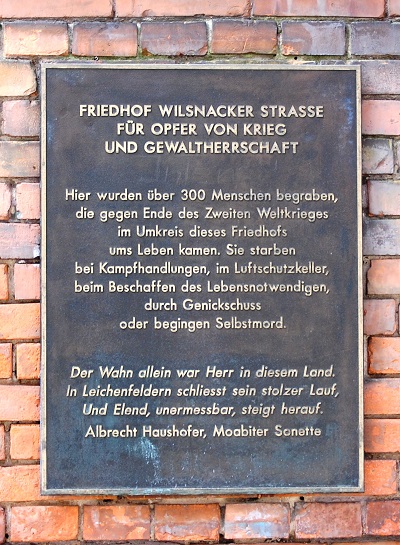 FRIEDHOF WILSNACKER STRASSE
FÜR OPFER VON KRIEG
UND GEWALTHERRSCHAFT
Hier wurden über 300 Menschen begraben,
die gegen Ende des Zweiten Weltkrieges
im Umkreis dieses Friedhofs
ums Leben kamen. Sie starben
bei Kampfhandlungen, im Luftschutzkeller,
beim Beschaffen des Lebensnotwendigen,
durch Genickschuss
oder begingen Selbstmord.
Der Wahn allein war Herr in diesem Land.
In Leichenfeldern schliesst sein stolzer Lauf,
Und Elend, unermessbar, steigt herauf.
Albrecht Haushofer, Moabiter Sonette